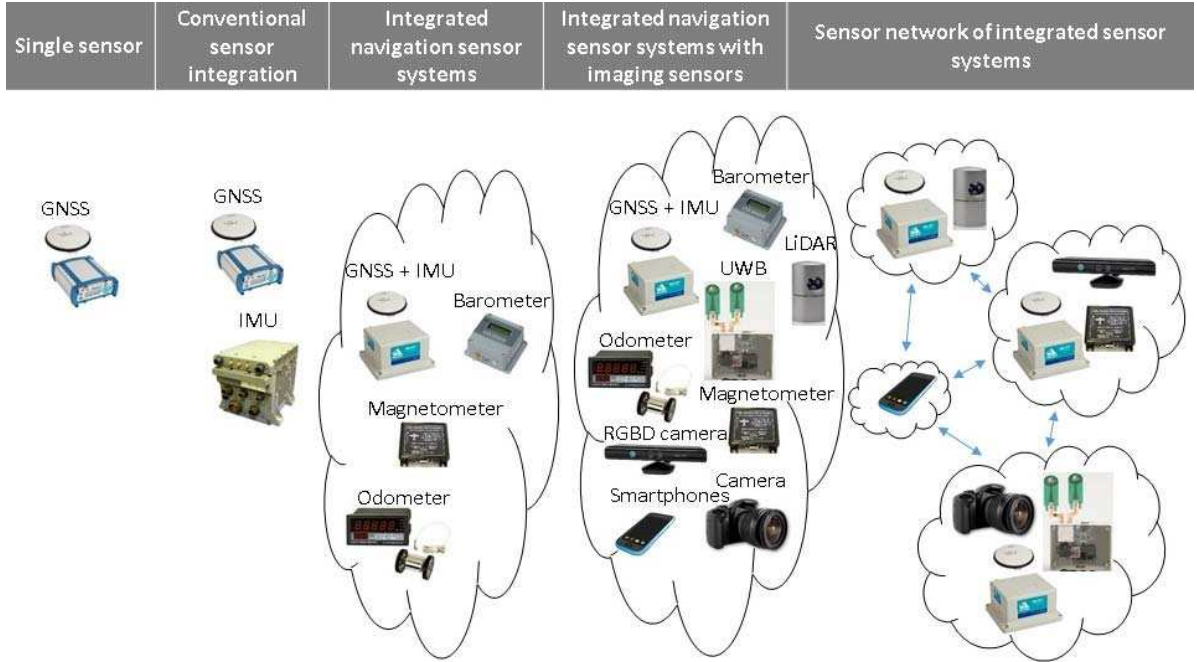 Single sensor
Conventional
sensor
integration
Integrated
navigation sensor
systems
Integrated navigation
sensor systems with
imaging sensors
Sensor network of integrated sensor
systems
GNSS
GNSS
IMU
GNSS + IMU
Barometer
Magnetometer
Odometer
Barometer
GNSS + IMU
LiDAR
UWB
Odometer
Magnetometer
RGBD camera
Smartphones
Camera